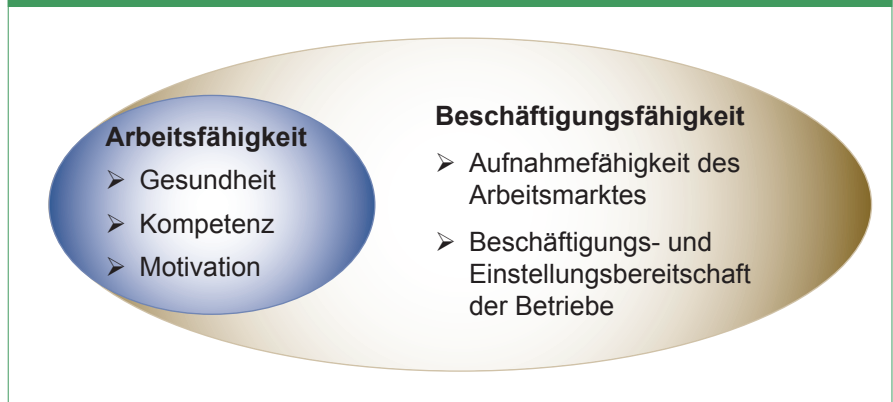 Arbeitsfähigkeit
➢ Gesundheit
➢ Kompetenz
➢ Motivation
Beschäftigungsfähigkeit
➢ Aufnahmefähigkeit des
Arbeitsmarktes
➢ Beschäftigungs- und
Einstellungsbereitschaft
der Betriebe